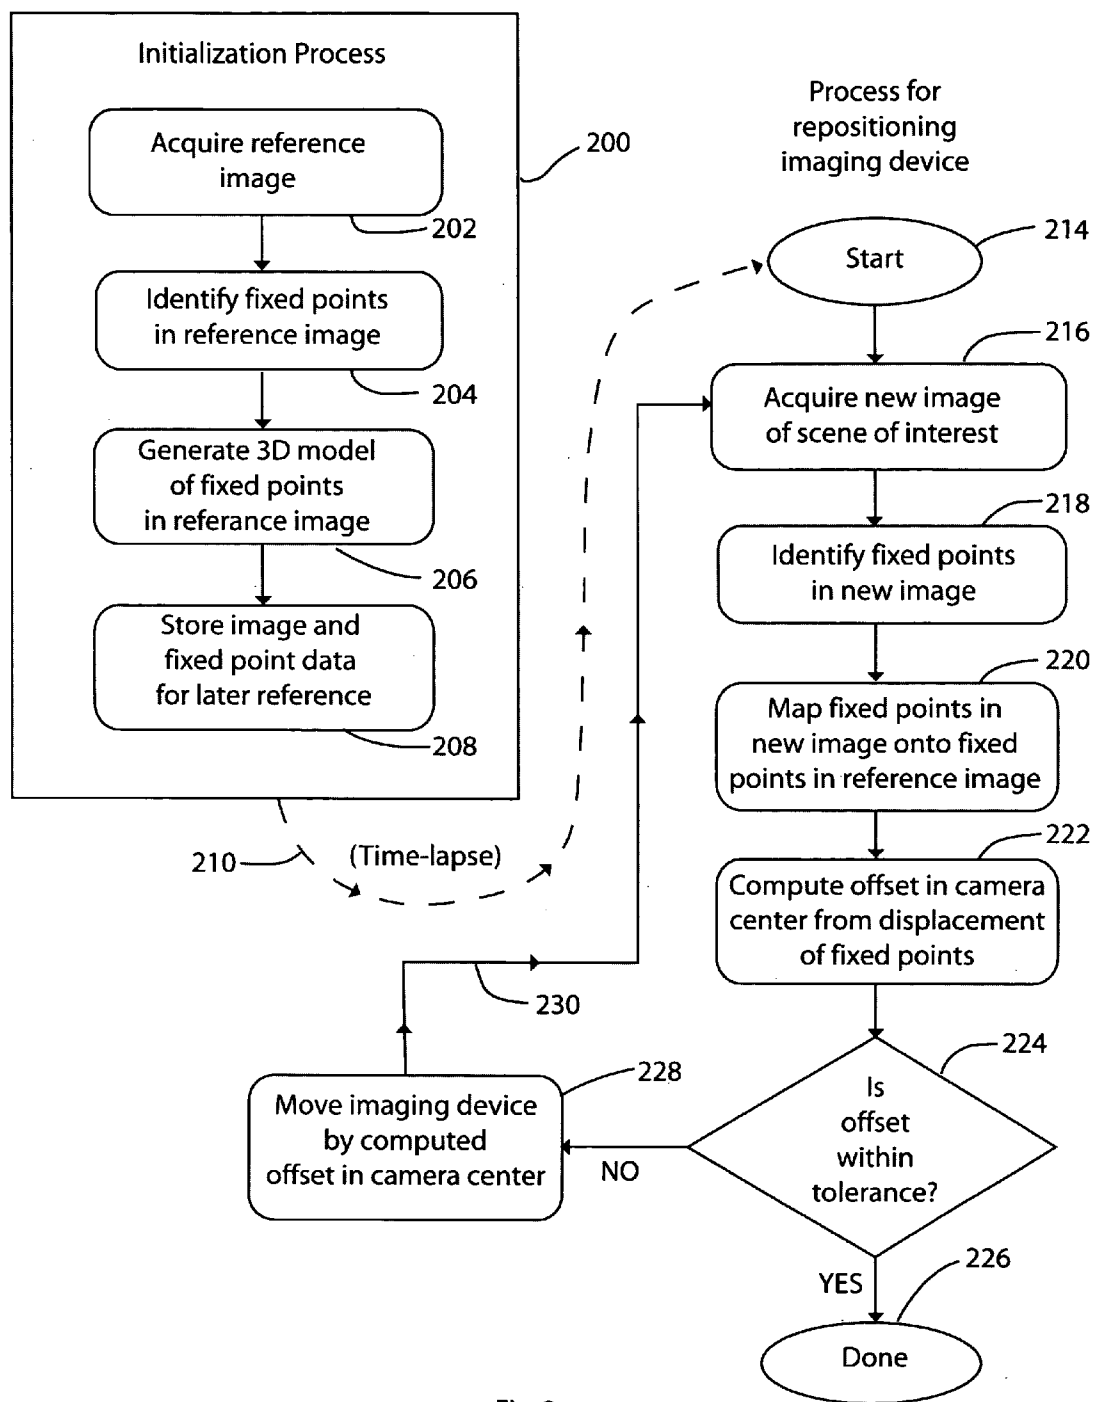 Initialization Process
Acquire reference
image
202
Identify fixed points
in reference image
204
Generate 3D model
of fixed points
in referance image
206
Store image and
fixed point data
for later reference
208
200
210
(Time-lapse)
Process for
repositioning
imaging device
Start
214
216
Acquire new image
of scene of interest
218
Identify fixed points
in new image
220
Map fixed points in
new image onto fixed
points in reference image
222
Compute offset in camera
center from displacement
of fixed points
224
Is
offset
within
tolerance?
NO
228
Move imaging device
by computed
offset in camera center
230
YES
226
Done